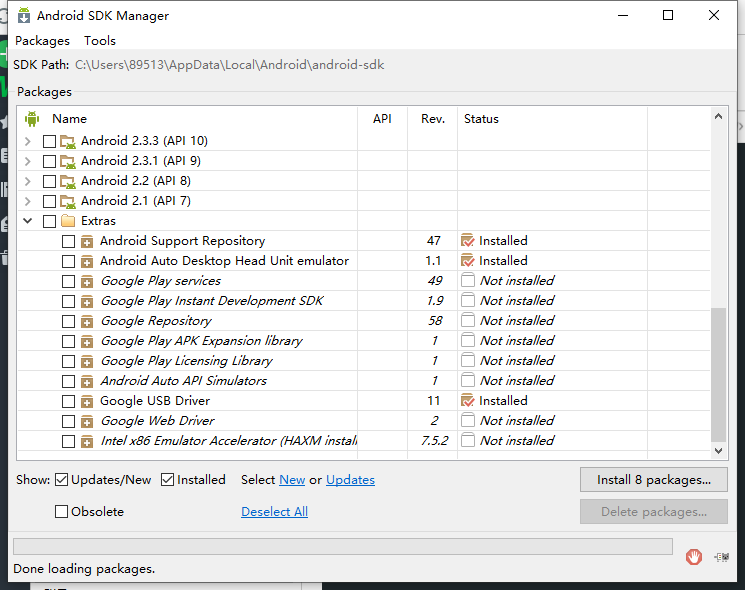 Android SDK Manager
Packages Tools
SDK Path: C:\Users\89513\AppData\Local\Android\android-sdk
Packages
Name API Rev. Status
Android 2.3.3 (API 10)
Android 2.3.1 (API 9)
Android 2.2 (API 8)
Android 2.1 (API 7)
Extras
Android Support Repository 47 Installed
Android Auto Desktop Head Unit emulator 1.1 Installed
Google Play services 49 Not installed
Google Play Instant Development SDK 1.9 Not installed
Google Repository 58 Not installed
Google Play APK Expansion library 1 Not installed
Google Play Licensing Library 1 Not installed
Android Auto API Simulators 1 Not installed
Google USB Driver 11 Installed
Google Web Driver 2 Not installed
Intel x86 Emulator Accelerator (HAXM instal 7.5.2 Not installed
Show: Updates/New Installed Select New or Updates Install 8 packages...
Obsolete Deselect All Delete packages...
Done loading packages.